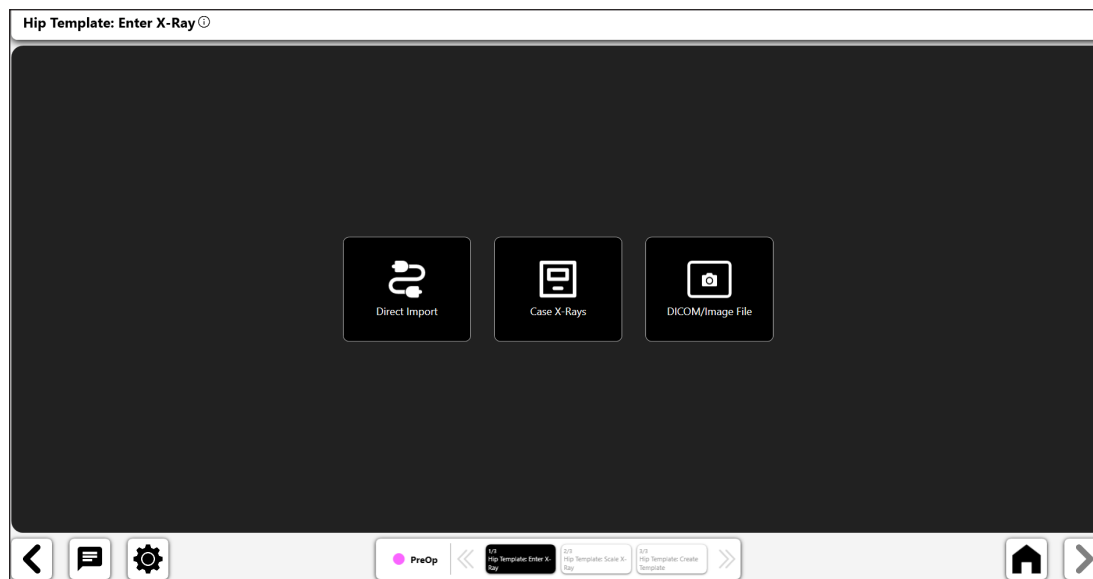 Hip Template: Enter X-Ray
Direct Import
Case X-Rays
DICOM/Image File
PreOp
1/3
Hip Template: Enter X-
Ray
2/3
Hip Template: Scale X-
Ray
3/3
Hip Template: Create
Template